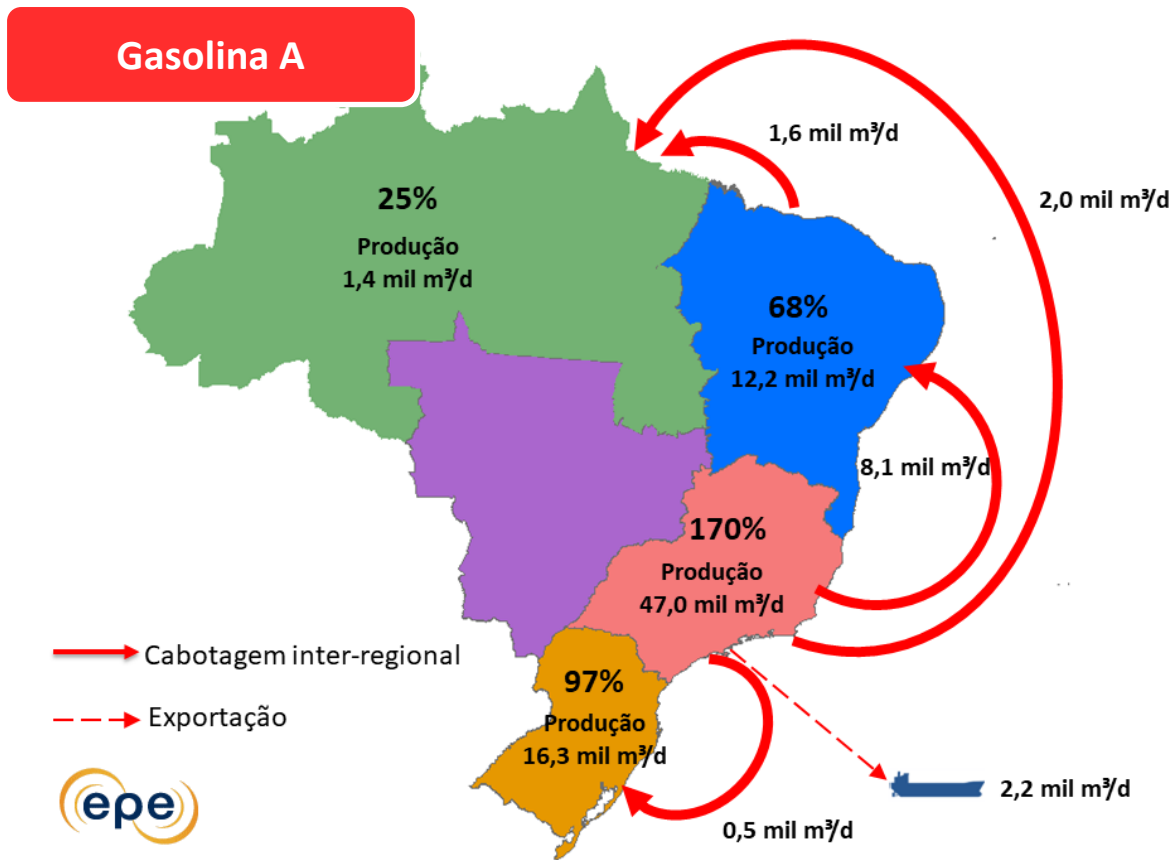 Gasolina A
1,6 mil m³/d
2,0 mil m³/d
25%
Produção
1,4 mil m³/d
68%
Produção
12,2 mil m³/d
8,1 mil m³/d
170%
Produção
47,0 mil m³/d
Cabotagem inter-regional
Exportação
97%
Produção
16,3 mil m³/d
2,2 mil m³/d
0,5 mil m³/d
epe